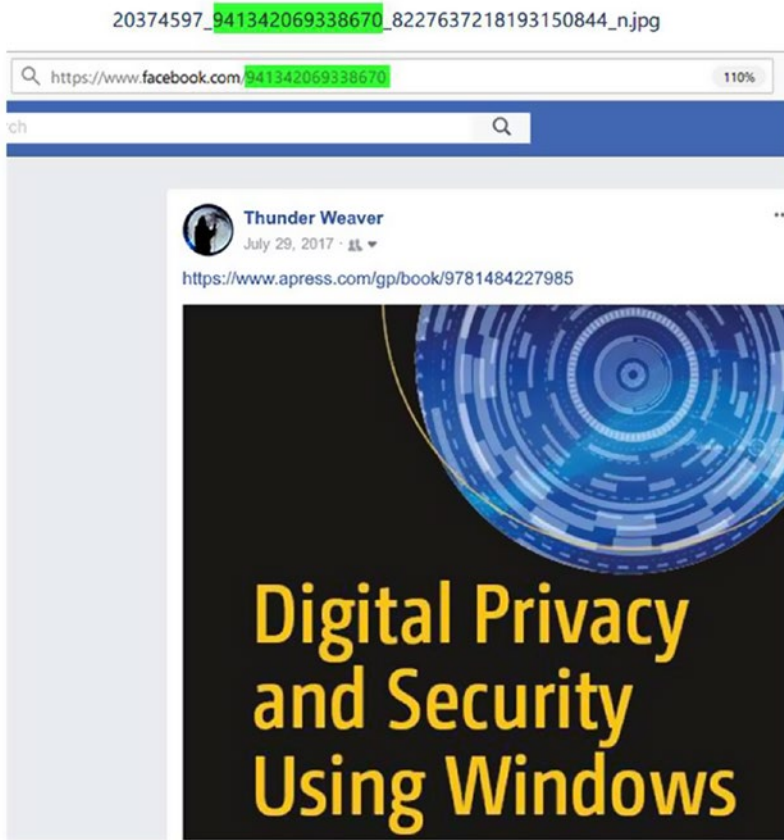 20374597_941342069338670_8227637218193150844_n.jpg
https://www.facebook.com/941342069338670
110%
rch
Thunder Weaver
July 29, 2017 ·
https://www.apress.com/gp/book/9781484227985
Digital Privacy
and Security
Using Windows